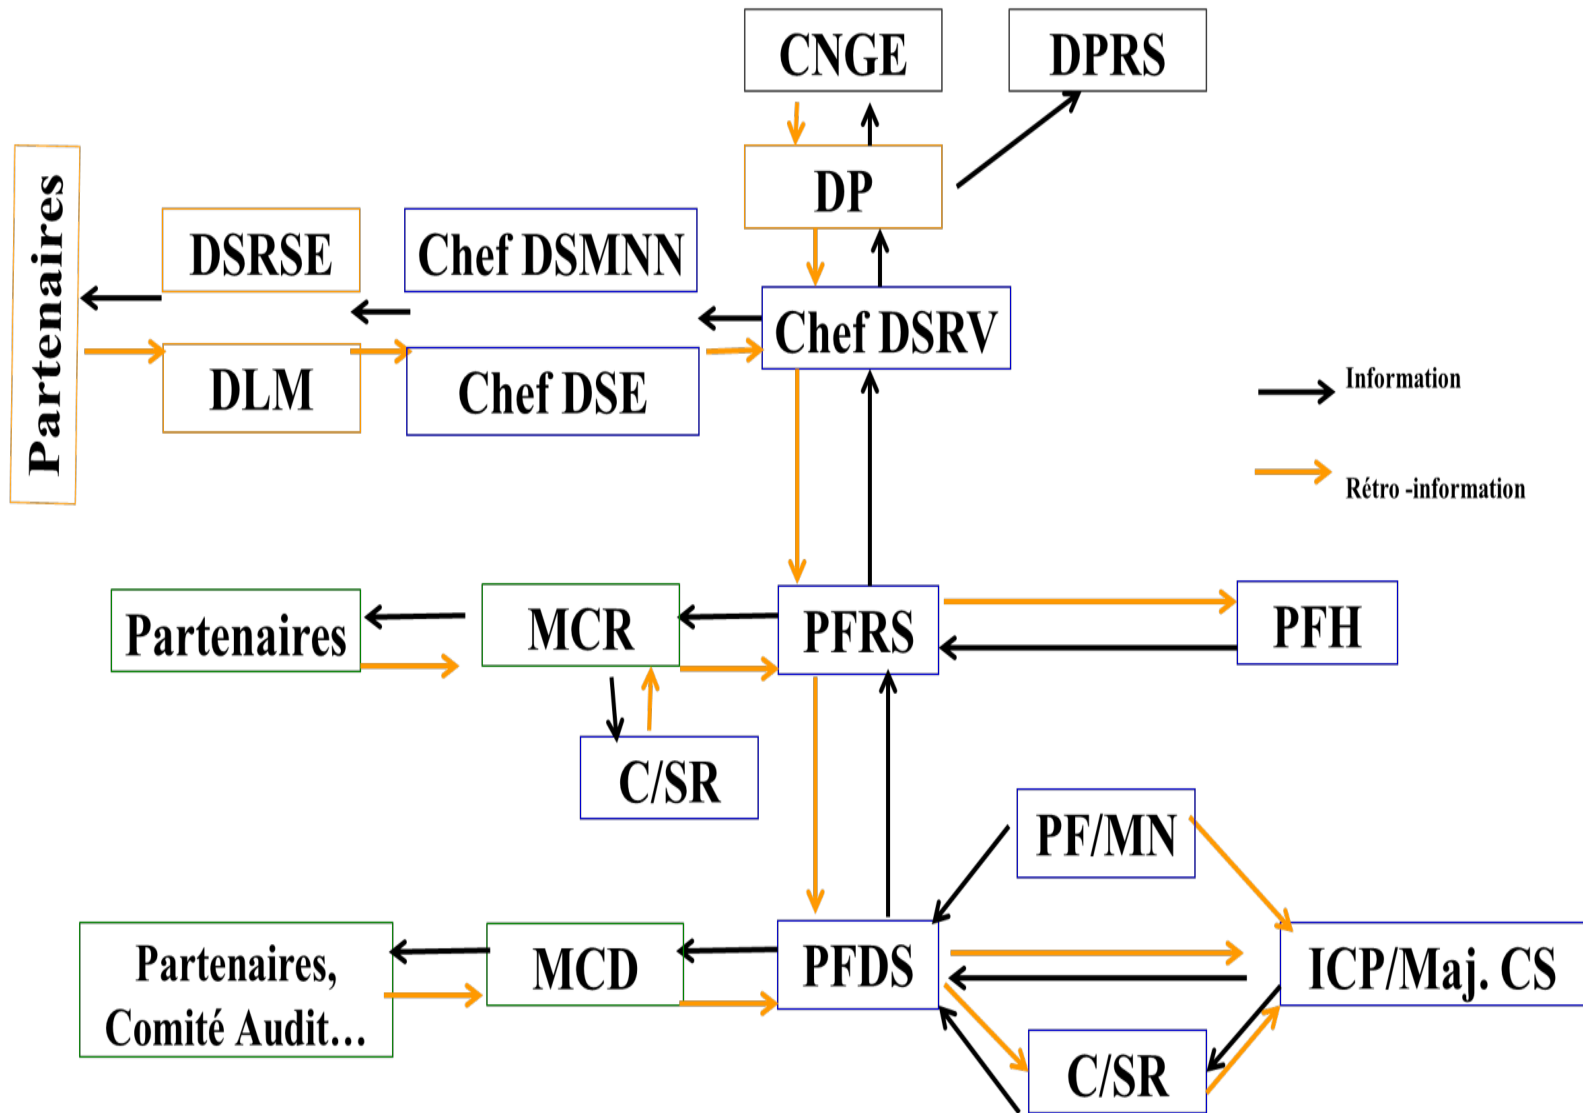 CNGE
DPRS
DP
Partenaires
DSRSE
Chef DSMNN
Chef DSRV
DLM
Chef DSE
Information
Rétro -information
Partenaires
MCR
PFRS
PFH
C/SR
PF/MN
Partenaires,
Comité Audit…
MCD
PFDS
ICP/Maj. CS
C/SR